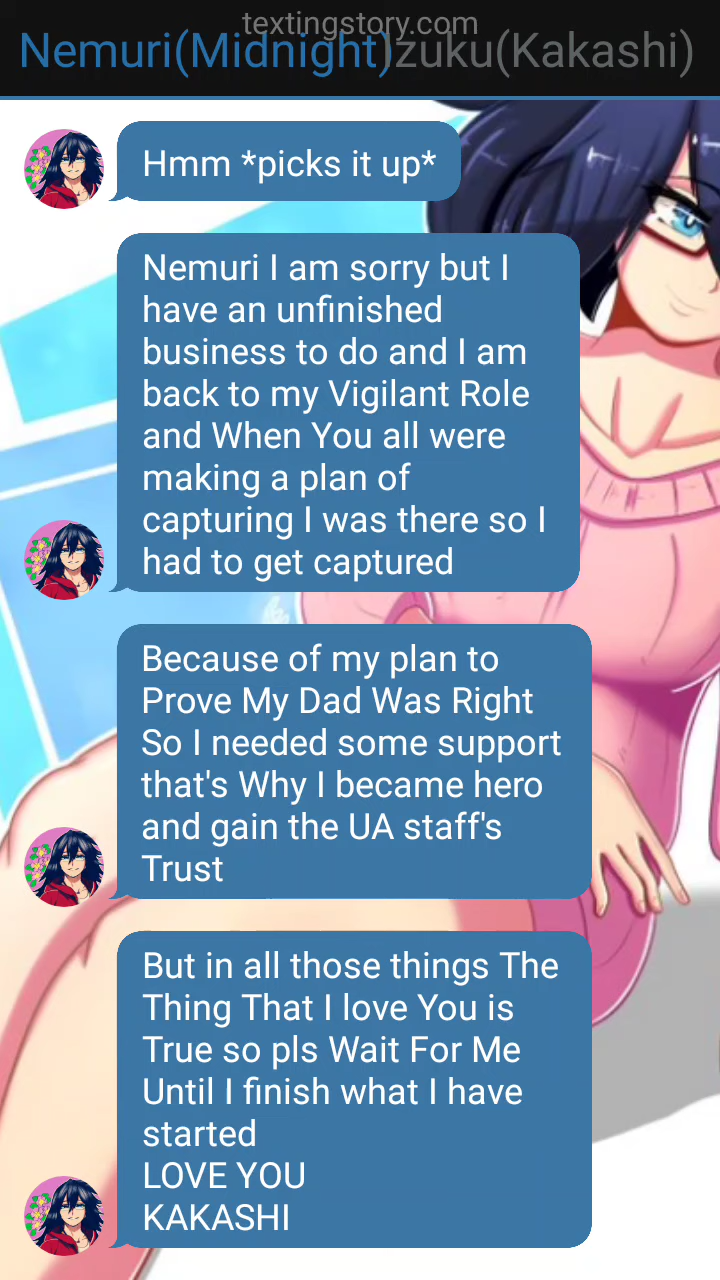 textingstory.com
Nemuri(Midnight)zuku(Kakashi)
Hmm *picks it up*
Nemuri I am sorry but I
have an unfinished
business to do and I am
back to my Vigilant Role
and When You all were
making a plan of
capturing I was there so I
had to get captured
Because of my plan to
Prove My Dad Was Right
So I needed some support
that's Why I became hero
and gain the UA staff's
Trust
But in all those things The
Thing That I love You is
True so pls Wait For Me
Until I finish what I have
started
LOVE YOU
KAKASHI